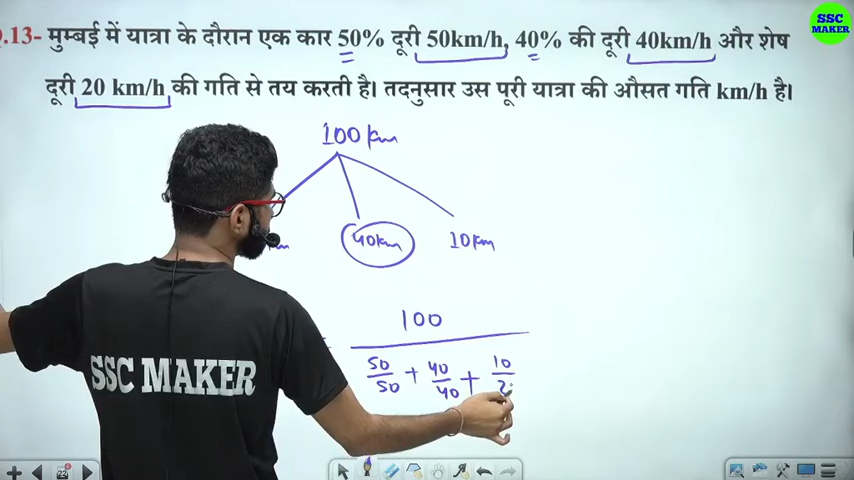 SSC
MAKER
.13- मुम्बई में यात्रा के दौरान एक कार 50% दूरी 50km/h, 40% की दूरी 40km/h और शेष
दूरी 20 km/h की गति से तय करती है। तदनुसार उस पूरी यात्रा की औसत गति km/h है।
100 km
40km 10km
100
50/50 + 40/40 + 10/2
SSC MAKER